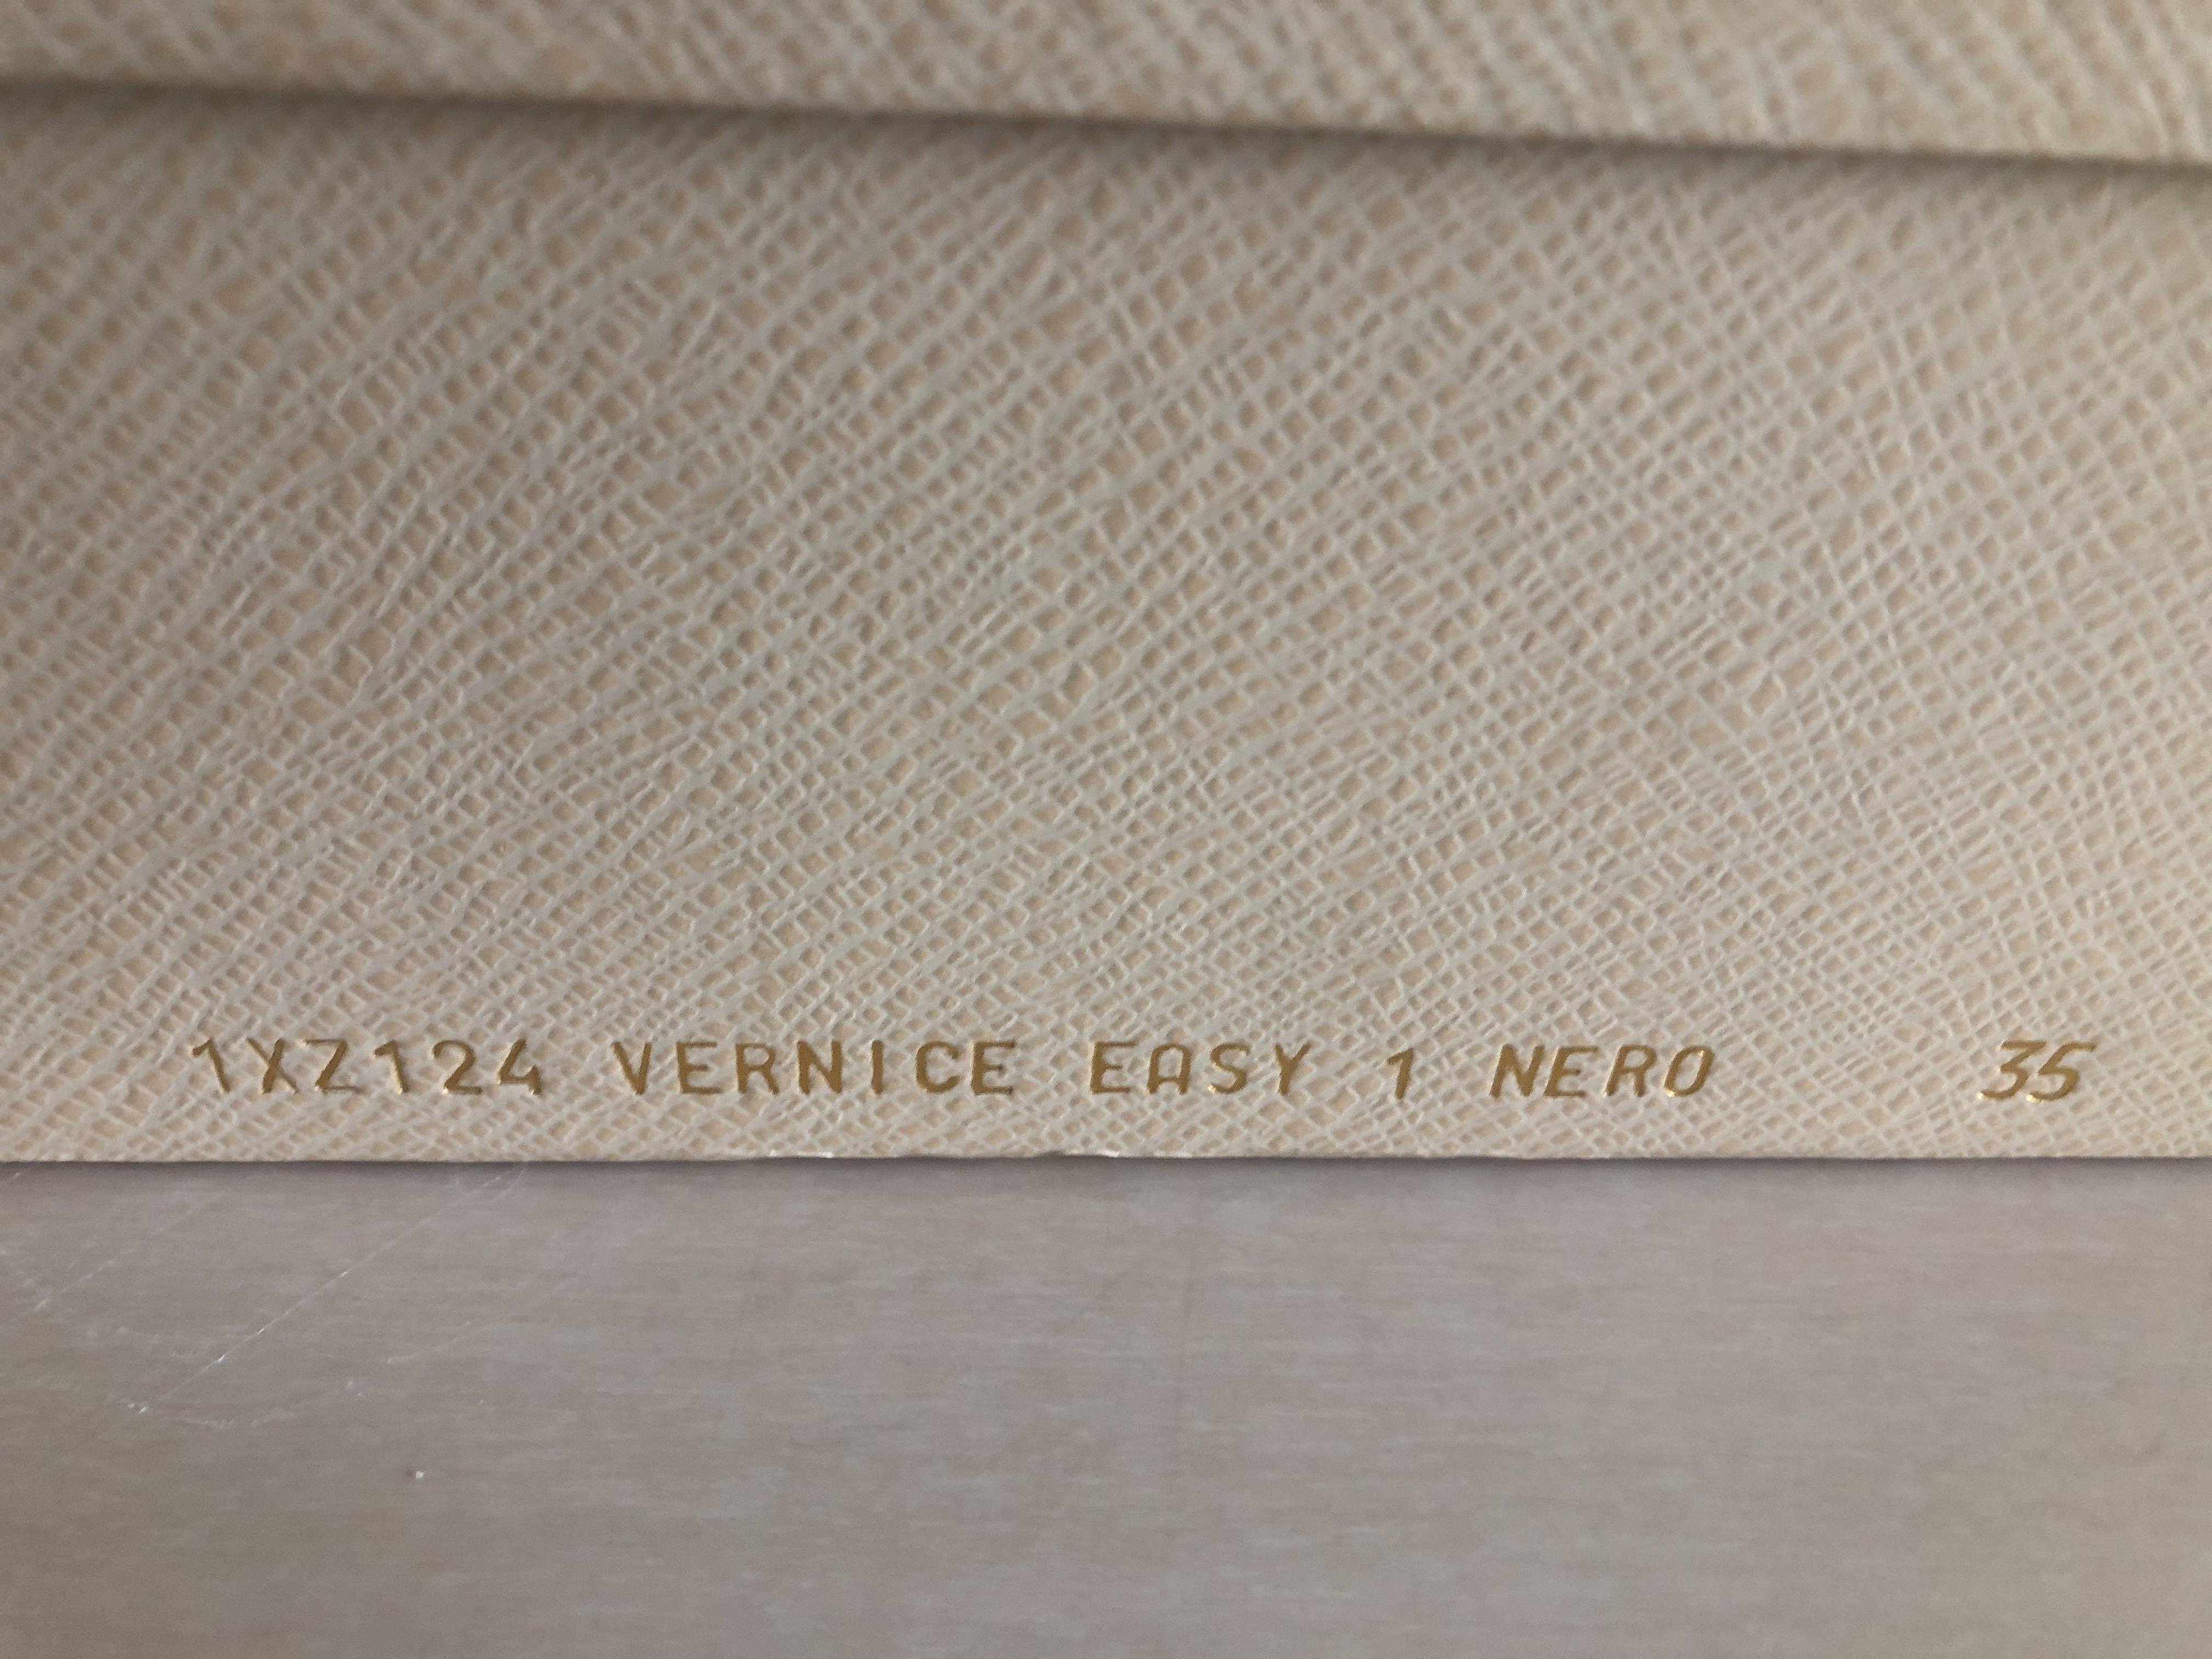 1XZ124 VERNICE EASY 1 NERO 35